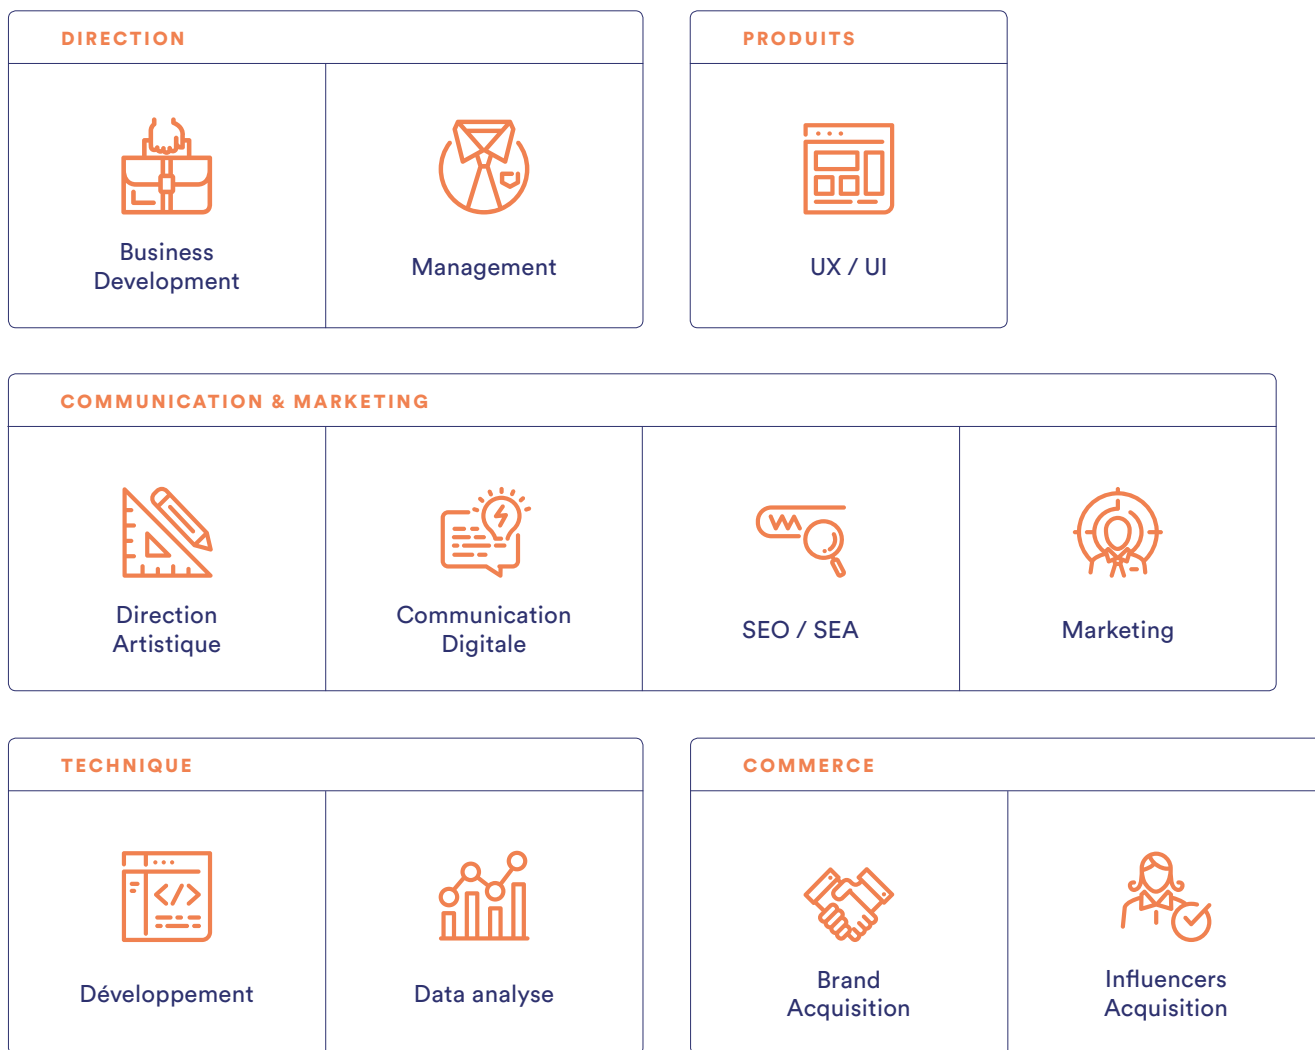 DIRECTION
Business
Development
Management
PRODUITS
UX / UI
COMMUNICATION & MARKETING
Direction
Artistique
Communication
Digitale
SEO / SEA
Marketing
TECHNIQUE
Développement
Data analyse
COMMERCE
Brand
Acquisition
Influencers
Acquisition